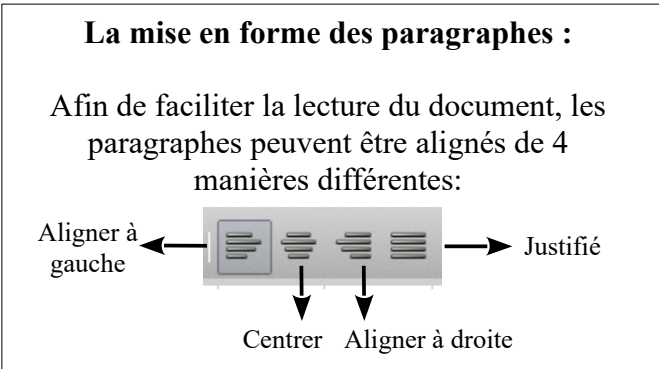 La mise en forme des paragraphes :
Afin de faciliter la lecture du document, les
paragraphes peuvent être alignés de 4
manières différentes:
Aligner à
gauche
Justifié
Centrer
Aligner à droite